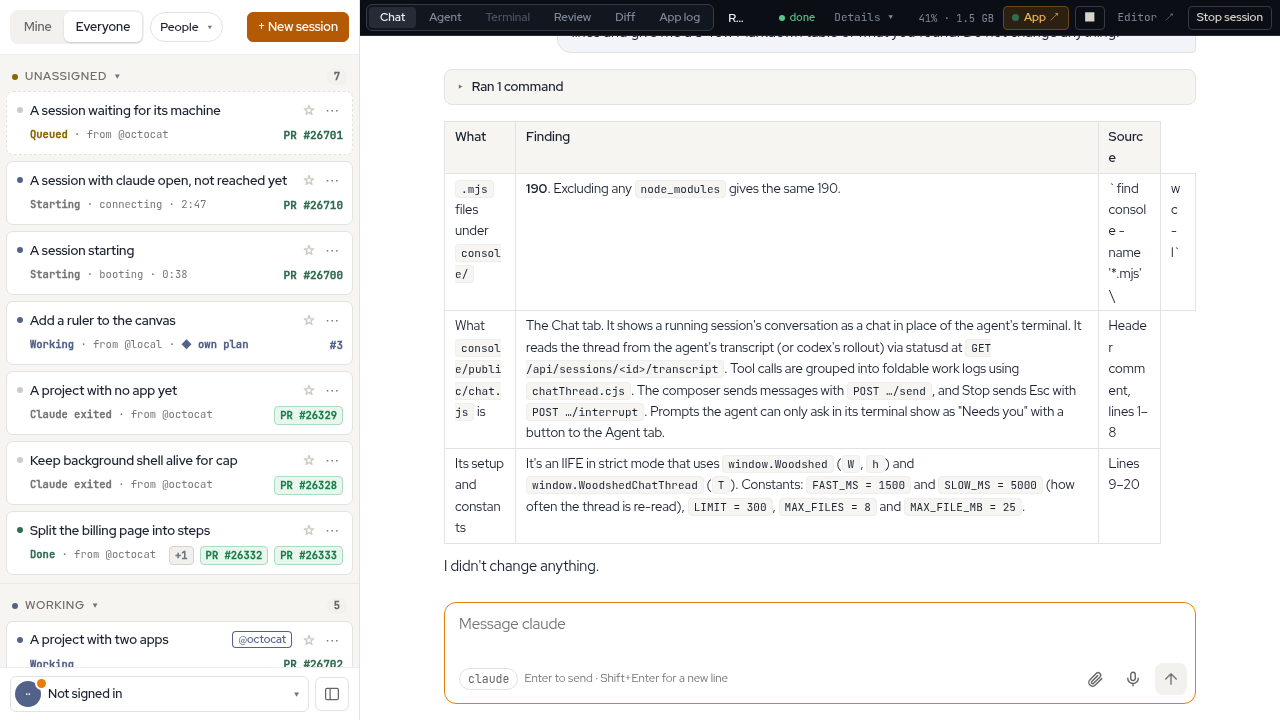 Mine
Everyone
People ▾
+ New session
UNASSIGNED ▾ 7
A session waiting for its machine ☆ ···
Queued · from @octocat PR #26701
A session with claude open, not reached yet ☆ ···
Starting · connecting · 2:47 PR #26710
A session starting ☆ ···
Starting · booting · 0:38 PR #26700
Add a ruler to the canvas ☆ ···
Working · from @local · ◆ own plan #3
A project with no app yet ☆ ···
Claude exited · from @octocat PR #26329
Keep background shell alive for cap ☆ ···
Claude exited · from @octocat PR #26328
Split the billing page into steps ☆ ···
Done · from @octocat +1 PR #26332 PR #26333
WORKING ▾ 5
A project with two apps @octocat ☆ ···
Working PR #26702
Not signed in ▾
Chat Agent Terminal Review Diff App log R... done Details ▾ 41% · 1.5 GB App ↗ Editor ↗ Stop session
▸ Ran 1 command
What Finding Sourc
e
.mjs
files
under
consol
e/
190. Excluding any node_modules gives the same 190.
`find
consol
e -
name
'*.mjs'
\
w
c
-
l`
What
consol
e/publi
c/chat.
js is
The Chat tab. It shows a running session's conversation as a chat in place of the agent's terminal. It
reads the thread from the agent's transcript (or codex's rollout) via statusd at GET
/api/sessions/<id>/transcript . Tool calls are grouped into foldable work logs using
chatThread.cjs . The composer sends messages with POST …/send , and Stop sends Esc with
POST …/interrupt . Prompts the agent can only ask in its terminal show as "Needs you" with a
button to the Agent tab.
Heade
r
comm
ent,
lines 1–
8
Its setup
and
constan
ts
It's an IIFE in strict mode that uses window.Woodshed ( W , h ) and
window.WoodshedChatThread ( T ). Constants: FAST_MS = 1500 and SLOW_MS = 5000 (how
often the thread is re-read), LIMIT = 300 , MAX_FILES = 8 and MAX_FILE_MB = 25 .
Lines
9–20
I didn't change anything.
Message claude
claude Enter to send · Shift+Enter for a new line